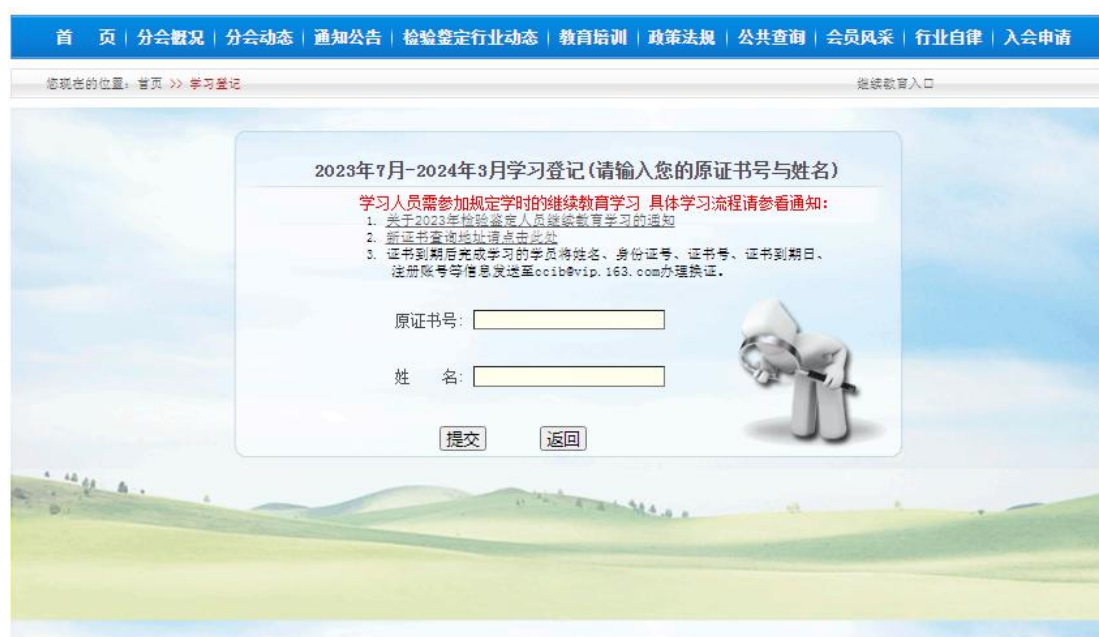 首　　页 | 分会概况 | 分会动态 | 通知公告 | 检验鉴定行业动态 | 教育培训 | 政策法规 | 公共查询 | 会员风采 | 行业自律 | 入会申请
您现在的位置：首页 >> 学习登记 继续教育入口
2023年7月-2024年3月学习登记(请输入您的原证书号与姓名)
学习人员需参加规定学时的继续教育学习 具体学习流程请参看通知：
1. 关于2023年检验鉴定人员继续教育学习的通知
2. 新证书查询地址请点击此处
3. 证书到期后完成学习的学员将姓名、身份证号、证书号、证书到期日、
注册账号等信息发送至ccib@vip.163.com办理换证。
原证书号:
姓　　名:
提交 返回